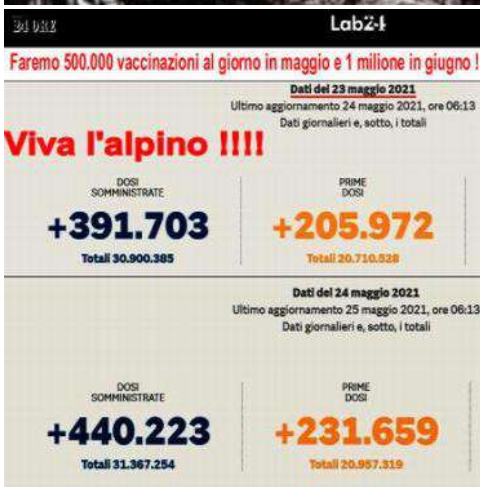 24 ORE
Lab24
Faremo 500.000 vaccinazioni al giorno in maggio e 1 milione in giugno !
Dati del 23 maggio 2021
Ultimo aggiornamento 24 maggio 2021, ore 06:13
Dati giornalieri e, sotto, i totali
Viva l'alpino !!!!
DOSI
SOMMINISTRATE
+391.703
Totali 30.900.385
PRIME
DOSI
+205.972
Totali 20.710.528
Dati del 24 maggio 2021
Ultimo aggiornamento 25 maggio 2021, ore 06:13
Dati giornalieri e, sotto, i totali
DOSI
SOMMINISTRATE
+440.223
Totali 31.367.254
PRIME
DOSI
+231.659
Totali 20.957.319